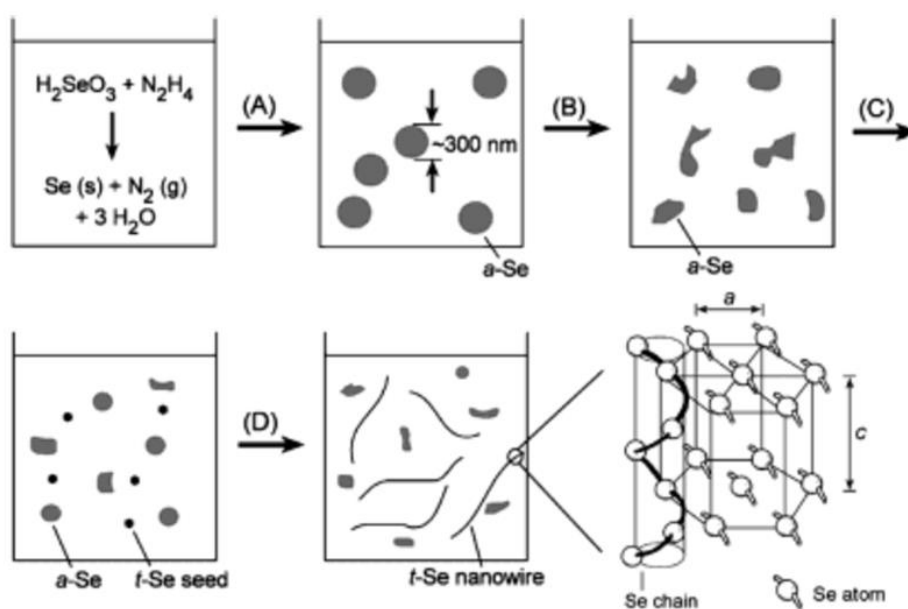 H₂SeO₃ + N₂H₄
Se (s) + N₂ (g)
+ 3 H₂O
(A)
~300 nm
a-Se
(B)
a-Se
(C)
a-Se
t-Se seed
(D)
t-Se nanowire
a
c
Se chain
Se atom